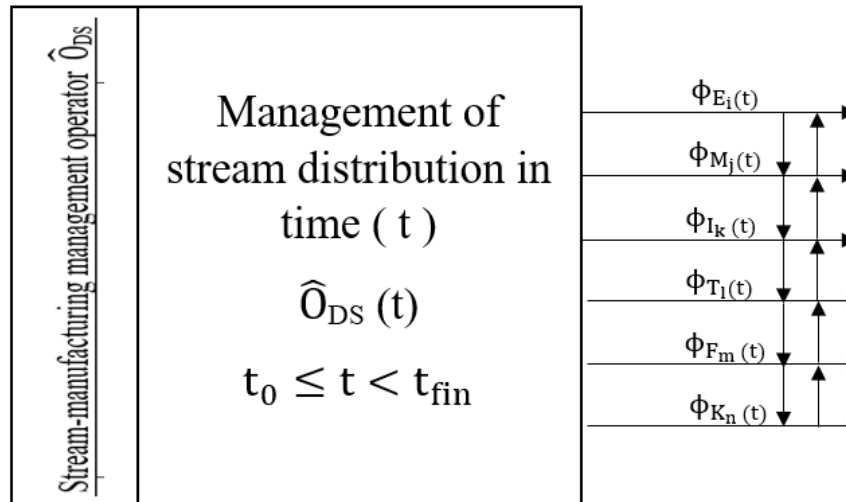 Stream-manufacturing management operator Ô_DS
Management of
stream distribution in
time ( t )
Ô_DS (t)
t₀ ≤ t < t_fin
ϕ_E_i(t)
ϕ_M_j(t)
ϕ_I_k (t)
ϕ_T_l(t)
ϕ_F_m(t)
ϕ_K_n(t)